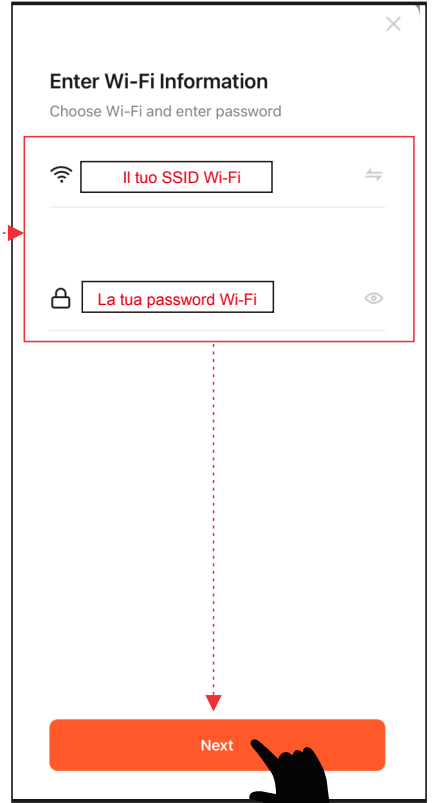 Enter Wi-Fi Information
Choose Wi-Fi and enter password
Il tuo SSID Wi-Fi
La tua password Wi-Fi
Next